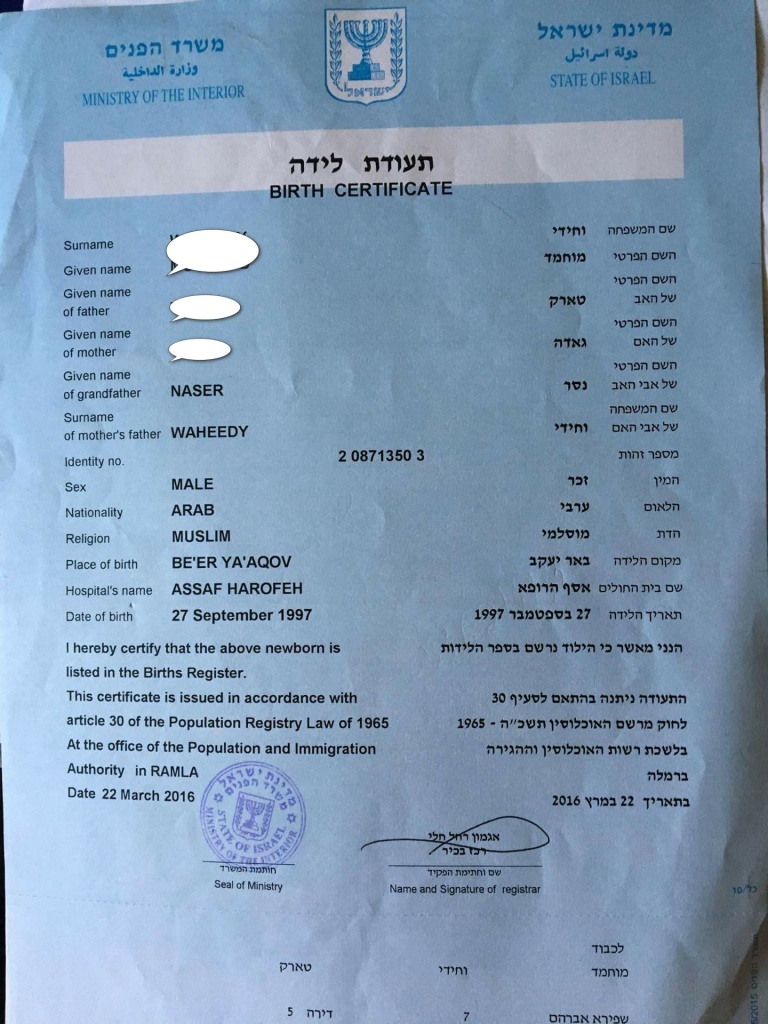 משרד הפנים
وزارة الداخلية
MINISTRY OF THE INTERIOR
ישראל
מדינת ישראל
دولة اسرائيل
STATE OF ISRAEL
תעודת לידה
BIRTH CERTIFICATE
Surname וחידי שם המשפחה
Given name מוחמד השם הפרטי
Given name השם הפרטי
of father טארק של האב
Given name השם הפרטי
of mother גאדה של האם
Given name השם הפרטי
of grandfather NASER נסר של אבי האב
Surname שם המשפחה
of mother's father WAHEEDY וחידי של אבי האם
Identity no. 2 0871350 3 מספר זהות
Sex MALE זכר המין
Nationality ARAB ערבי הלאום
Religion MUSLIM מוסלמי הדת
Place of birth BE'ER YA'AQOV באר יעקב מקום הלידה
Hospital's name ASSAF HAROFEH אסף הרופא שם בית החולים
Date of birth 27 September 1997 27 בספטמבר 1997 תאריך הלידה
I hereby certify that the above newborn is הנני מאשר כי הילוד נרשם בספר הלידות
listed in the Births Register.
This certificate is issued in accordance with התעודה ניתנה בהתאם לסעיף 30
article 30 of the Population Registry Law of 1965 לחוק מרשם האוכלוסין תשכ״ה - 1965
At the office of the Population and Immigration בלשכת רשות האוכלוסין וההגירה
Authority in RAMLA ברמלה
Date 22 March 2016 בתאריך 22 במרץ 2016
מדינת ישראל
משרד הפנים
STATE OF ISRAEL
MINISTRY OF THE INTERIOR
אגמון רחל חלי
רכז בכיר
חותמת המשרד שם וחתימת הפקיד
Seal of Ministry Name and Signature of registrar
לכבוד
מוחמד וחידי טארק
שפירא אברהם 7 דירה 5